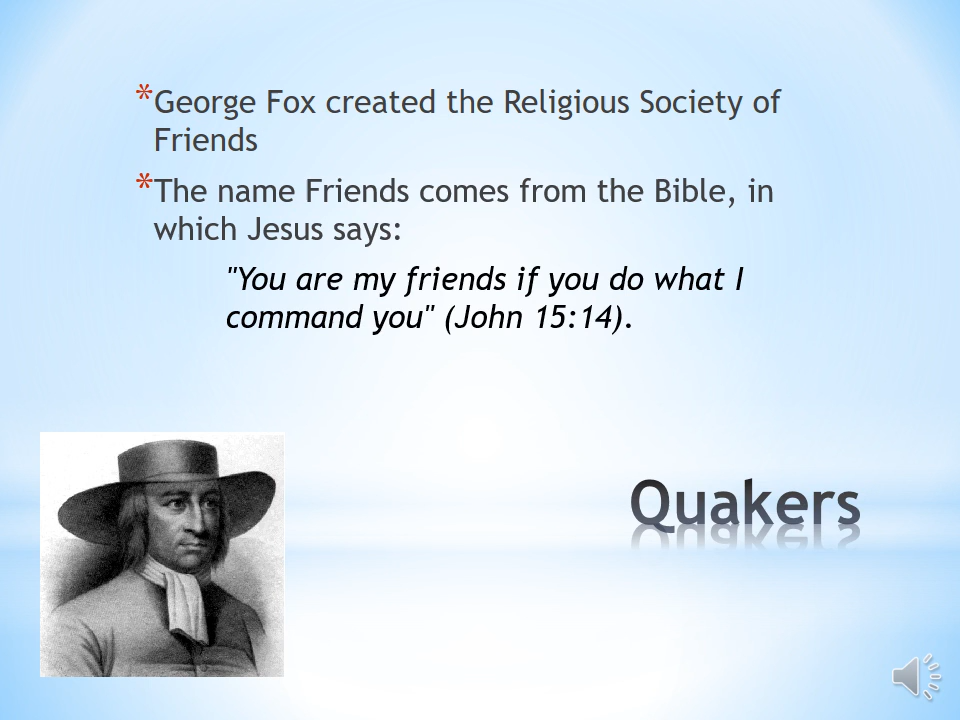 * George Fox created the Religious Society of
Friends
* The name Friends comes from the Bible, in
which Jesus says:
"You are my friends if you do what I
command you" (John 15:14).
Quakers